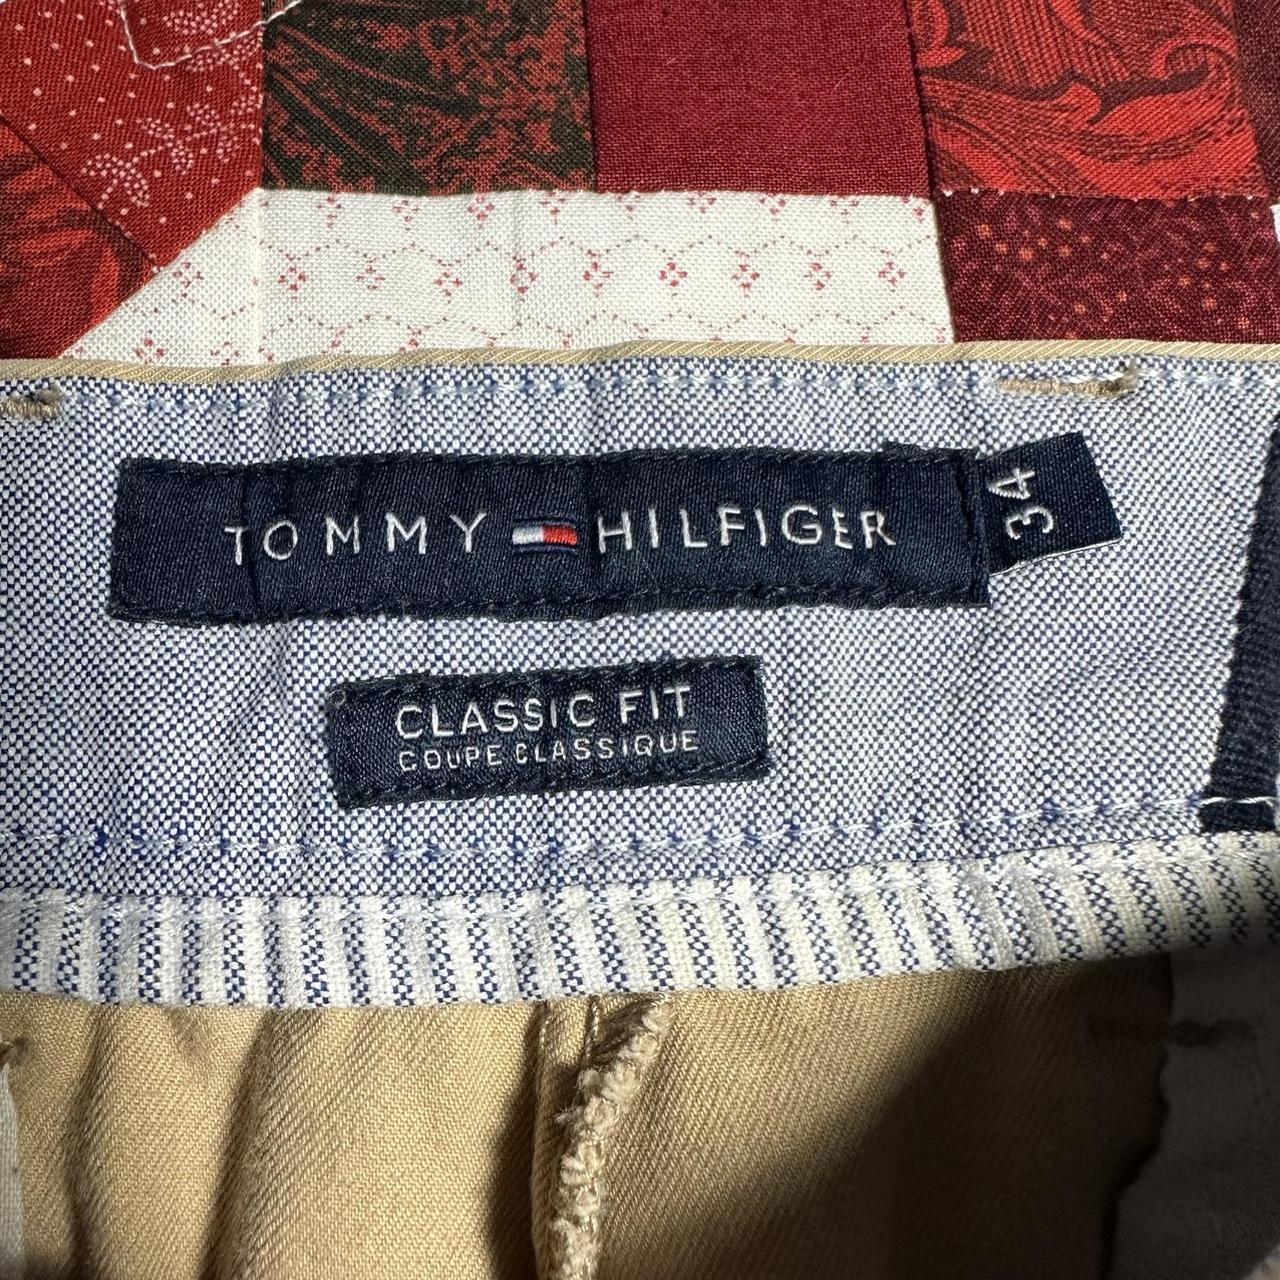 TOMMY HILFIGER
34
CLASSIC FIT
COUPE CLASSIQUE